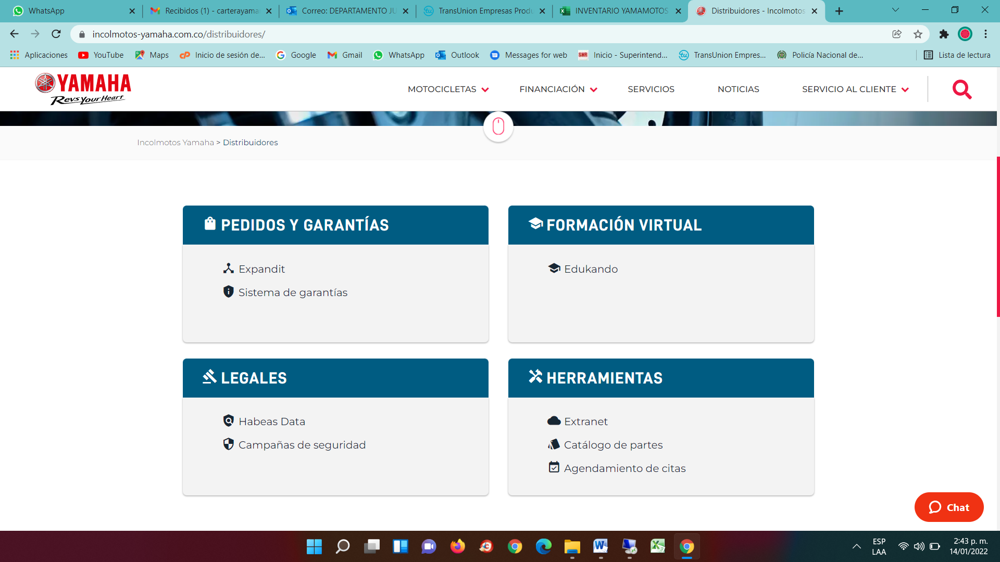 WhatsApp
Recibidos (1) - carterayama
Correo: DEPARTAMENTO JU
TransUnion Empresas Produ
INVENTARIO YAMAMOTOS
Distribuidores - Incolmotos
incolmotos-yamaha.com.co/distribuidores/
Aplicaciones
YouTube
Maps
Inicio de sesión de...
Google
Gmail
WhatsApp
Outlook
Messages for web
Inicio - Superintend...
TransUnion Empres...
Policía Nacional de...
Lista de lectura
YAMAHA
Revs Your Heart
MOTOCICLETAS
FINANCIACIÓN
SERVICIOS
NOTICIAS
SERVICIO AL CLIENTE
Incolmotos Yamaha > Distribuidores
PEDIDOS Y GARANTÍAS
Expandit
Sistema de garantías
FORMACIÓN VIRTUAL
Edukando
LEGALES
Habeas Data
Campañas de seguridad
HERRAMIENTAS
Extranet
Catálogo de partes
Agendamiento de citas
Chat
ESP
LAA
2:43 p. m.
14/01/2022